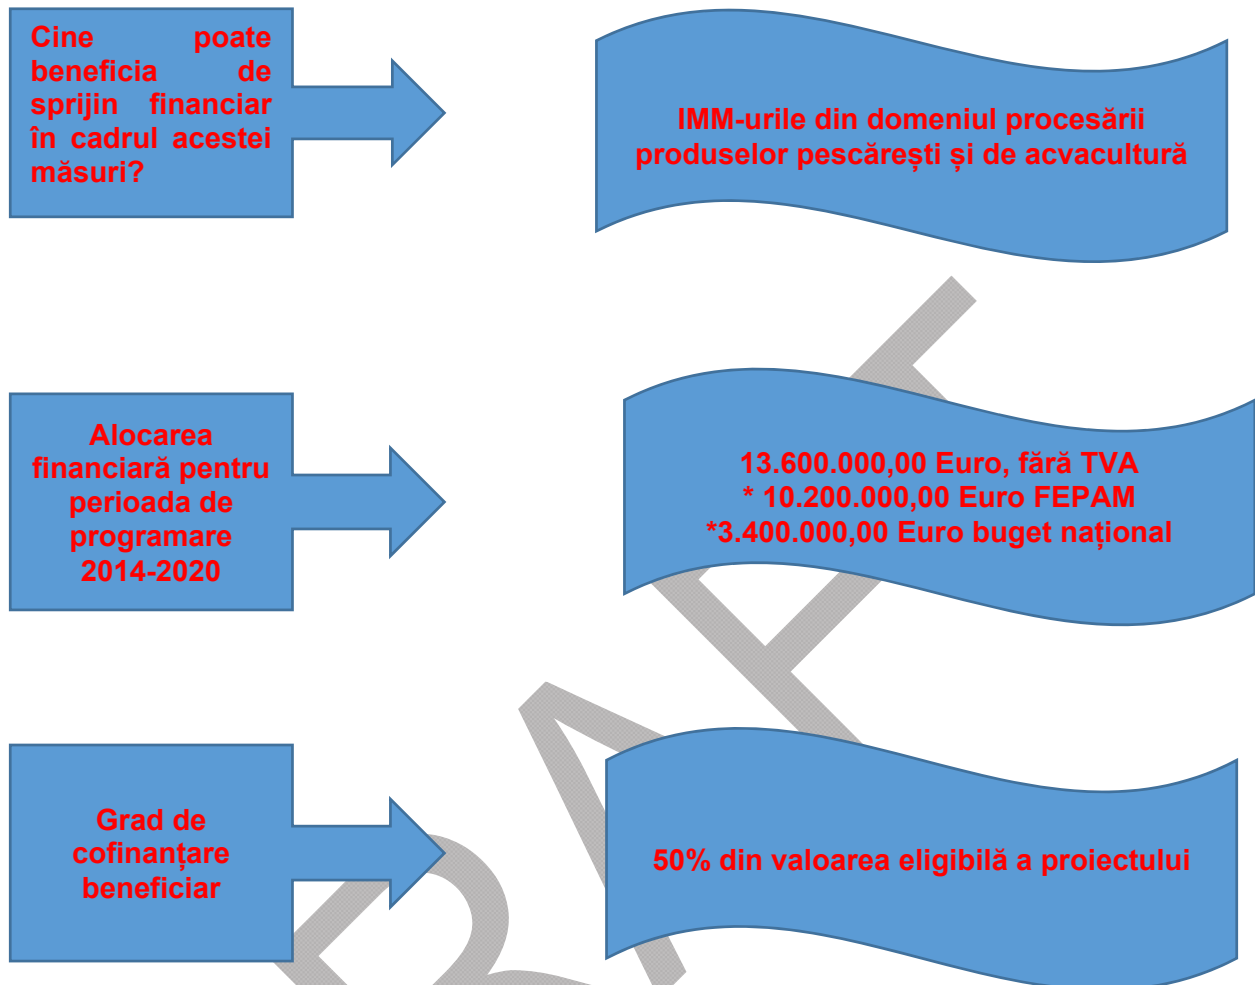 Cine poate
beneficia de
sprijin financiar
în cadrul acestei
măsuri?
IMM-urile din domeniul procesării
produselor pescărești și de acvacultură
Alocarea
financiară pentru
perioada de
programare
2014-2020
13.600.000,00 Euro, fără TVA
* 10.200.000,00 Euro FEPAM
*3.400.000,00 Euro buget național
Grad de
cofinanțare
beneficiar
50% din valoarea eligibilă a proiectului